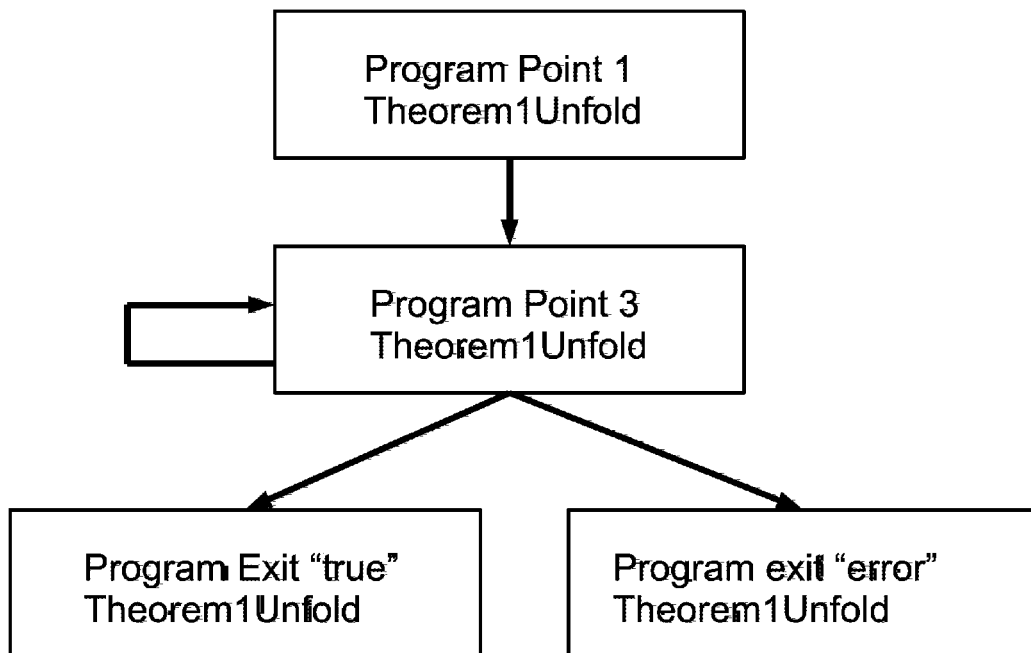 Program Point 1
Theorem1Unfold
Program Point 3
Theorem1Unfold
Program Exit “true”
Theorem1Unfold
Program exit “error”
Theorem1Unfold